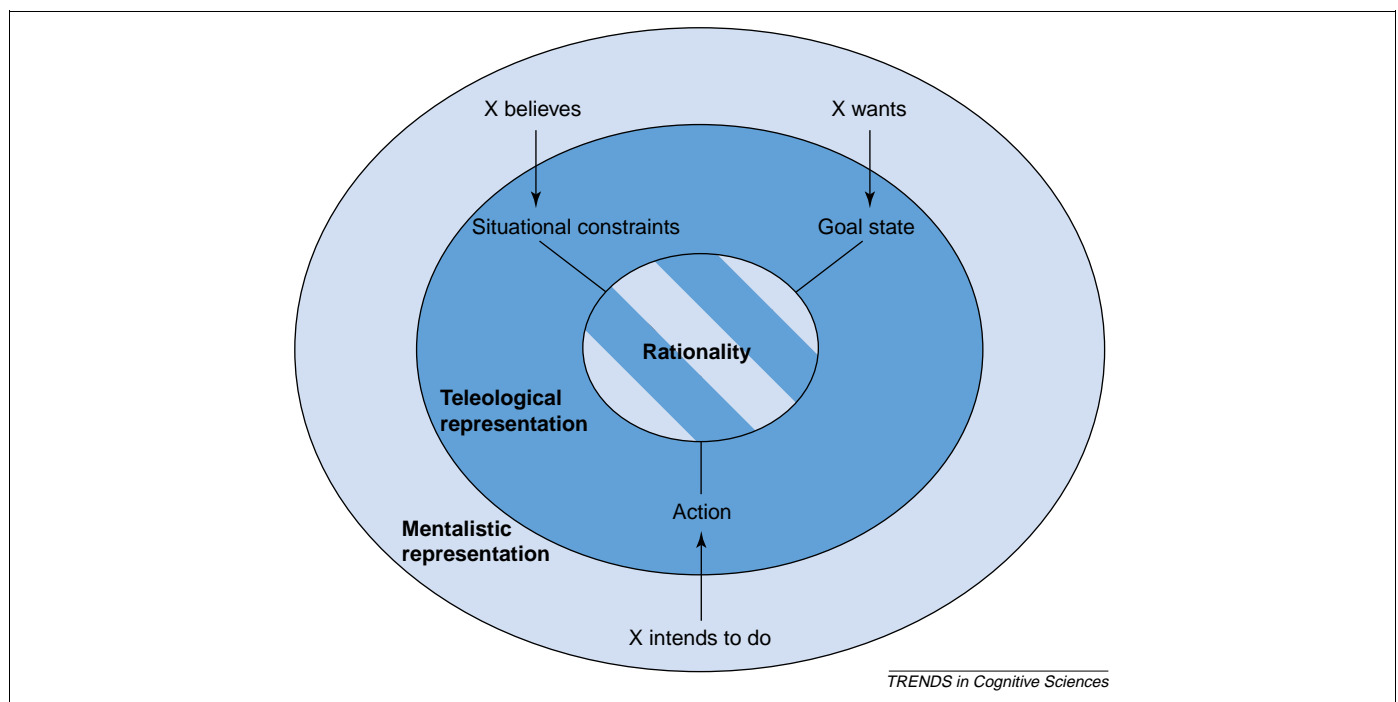 X believes
X wants
Situational constraints
Goal state
Rationality
Teleological
representation
Action
Mentalistic
representation
X intends to do
TRENDS in Cognitive Sciences